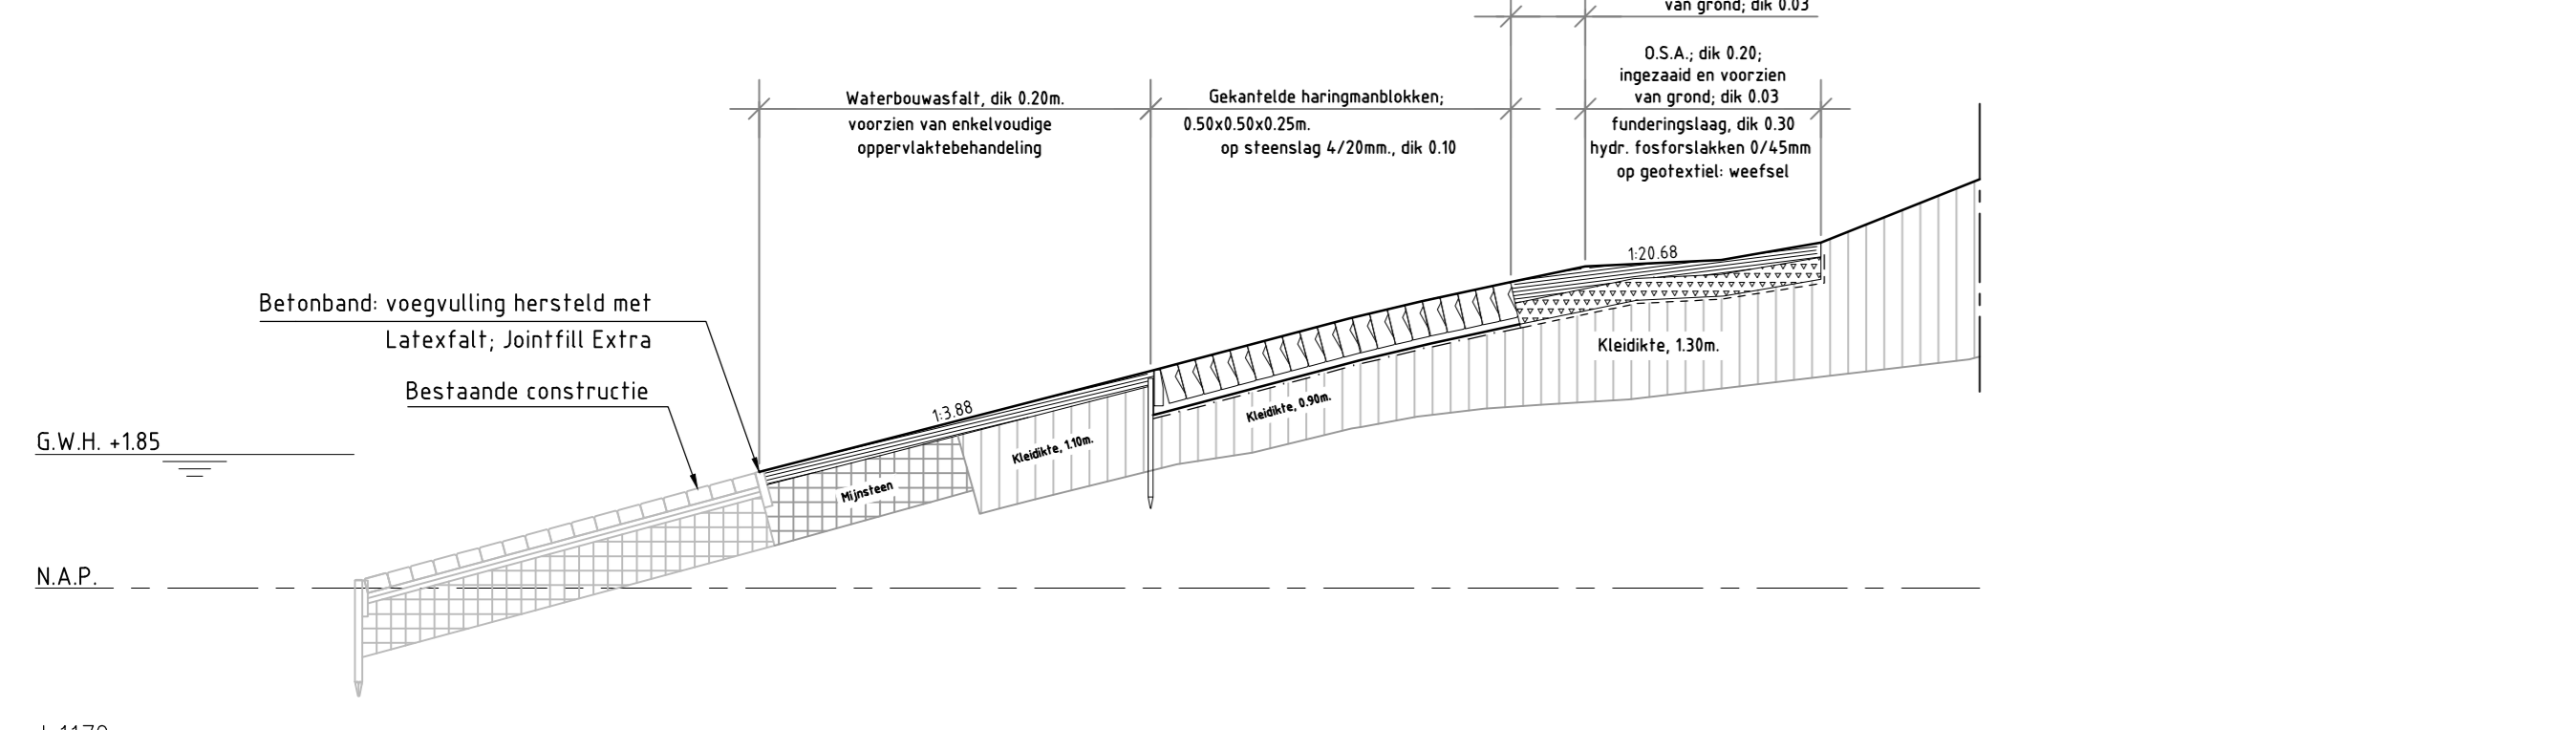 van grond; dik 0.03
O.S.A.; dik 0.20;
ingezaaid en voorzien
van grond; dik 0.03
funderingslaag, dik 0.30
hydr. fosforslakken 0/45mm
op geotextiel: weefsel
Waterbouwasfalt, dik 0.20m.
voorzien van enkelvoudige
oppervlaktebehandeling
Gekantelde haringmanblokken;
0.50x0.50x0.25m.
op steenslag 4/20mm., dik 0.10
1:20.68
Betonband: voegvulling hersteld met
Latexfalt; Jointfill Extra
Kleidikte, 1.30m.
Bestaande constructie
1:3.88
Kleidikte, 0.90m.
G.W.H. +1.85
Kleidikte, 1.10m.
Mijnsteen
N.A.P.